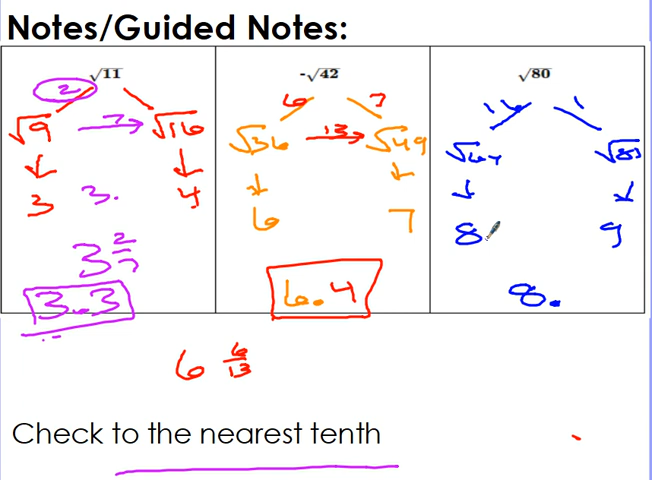 Notes/Guided Notes:
√11 -√42 √80
2 6 7 16 1
√9 7 √16 √36 13 √49 √64 √81
3 3. 4 6 7 8 9
3 2/7
3.3 6.4 8.
6 6/13
Check to the nearest tenth